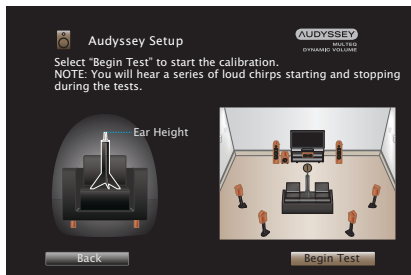 Audyssey Setup
AUDYSSEY
MULTEQ
DYNAMIC VOLUME
Select “Begin Test” to start the calibration.
NOTE: You will hear a series of loud chirps starting and stopping
during the tests.
Ear Height
Back
Begin Test